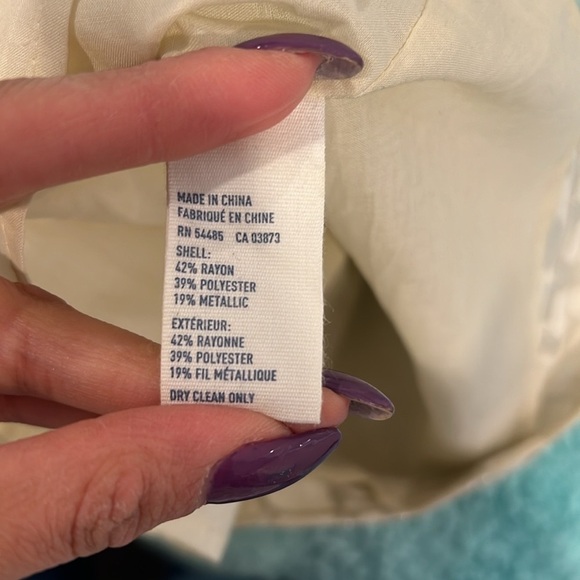 MADE IN CHINA
FABRIQUÉ EN CHINE
RN 54485 CA 03873
SHELL:
42% RAYON
39% POLYESTER
19% METALLIC
EXTÉRIEUR:
42% RAYONNE
39% POLYESTER
19% FIL MÉTALLIQUE
DRY CLEAN ONLY